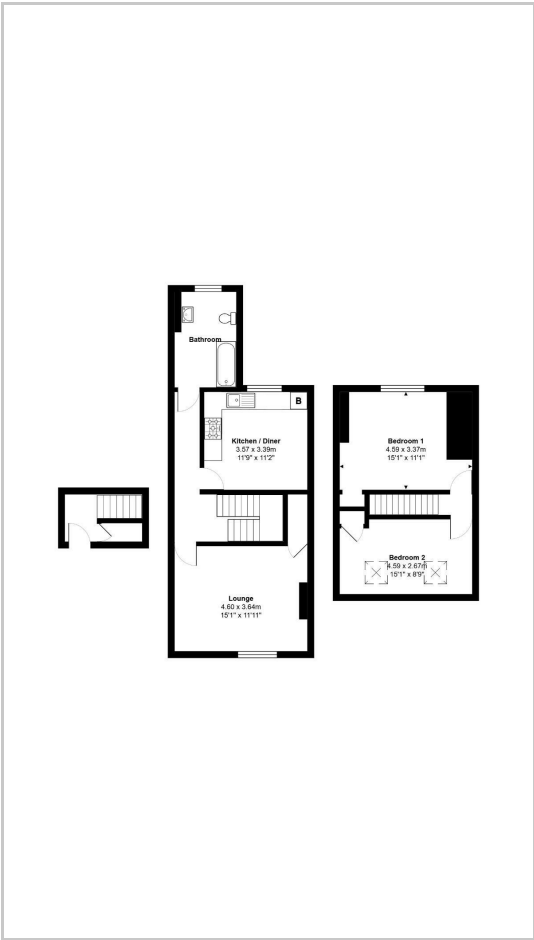 Bathroom
B
Kitchen / Diner
3.57 x 3.39m
11'9" x 11'2"
Lounge
4.60 x 3.64m
15'1" x 11'11"
Bedroom 1
4.59 x 3.37m
15'1" x 11'1"
Bedroom 2
4.59 x 2.67m
15'1" x 8'9"